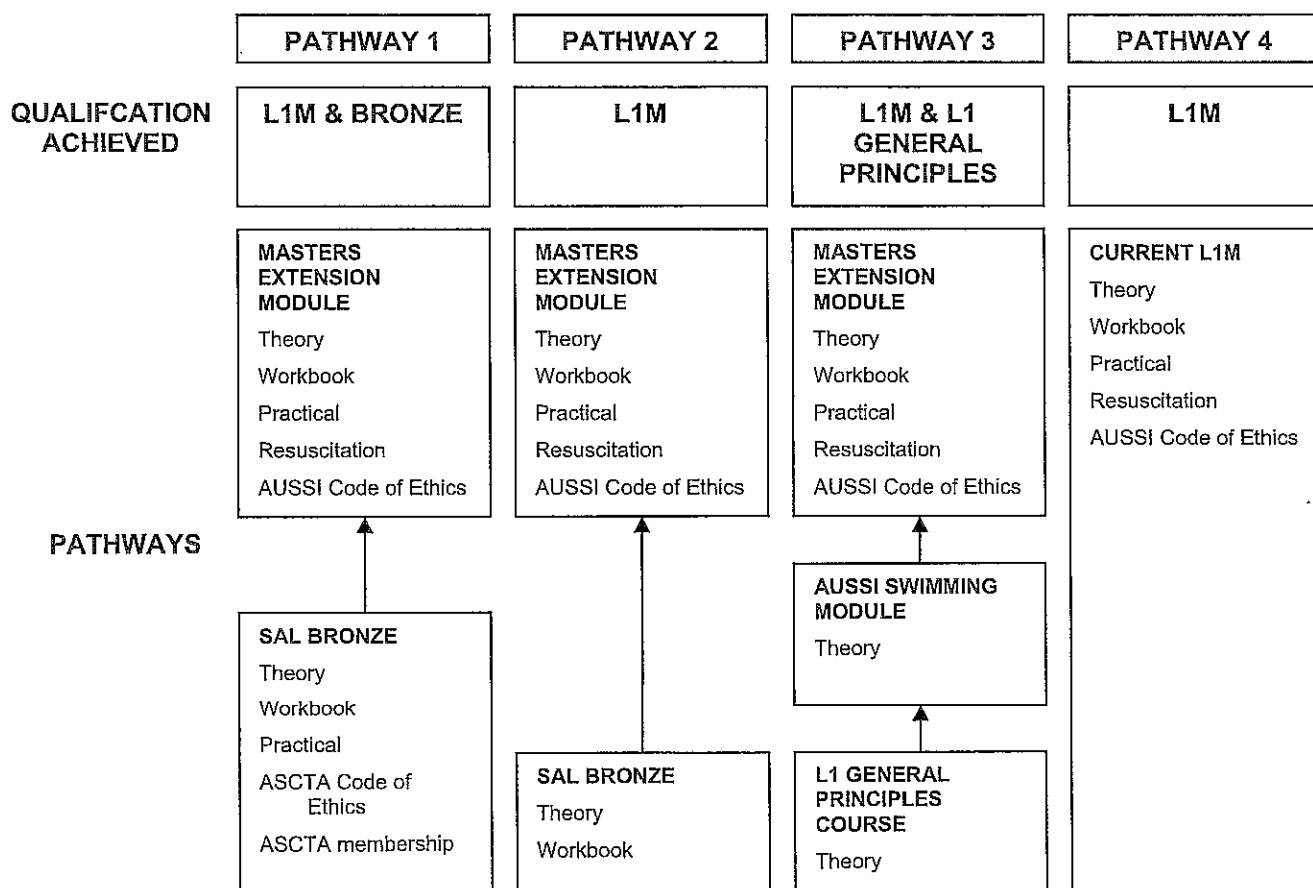 PATHWAY 1
PATHWAY 2
PATHWAY 3
PATHWAY 4
QUALIFCATION
ACHIEVED
L1M & BRONZE
L1M
L1M & L1
GENERAL
PRINCIPLES
L1M
PATHWAYS
MASTERS
EXTENSION
MODULE
Theory
Workbook
Practical
Resuscitation
AUSSI Code of Ethics
SAL BRONZE
Theory
Workbook
Practical
ASCTA Code of
Ethics
ASCTA membership
MASTERS
EXTENSION
MODULE
Theory
Workbook
Practical
Resuscitation
AUSSI Code of Ethics
SAL BRONZE
Theory
Workbook
MASTERS
EXTENSION
MODULE
Theory
Workbook
Practical
Resuscitation
AUSSI Code of Ethics
AUSSI SWIMMING
MODULE
Theory
L1 GENERAL
PRINCIPLES
COURSE
Theory
CURRENT L1M
Theory
Workbook
Practical
Resuscitation
AUSSI Code of Ethics